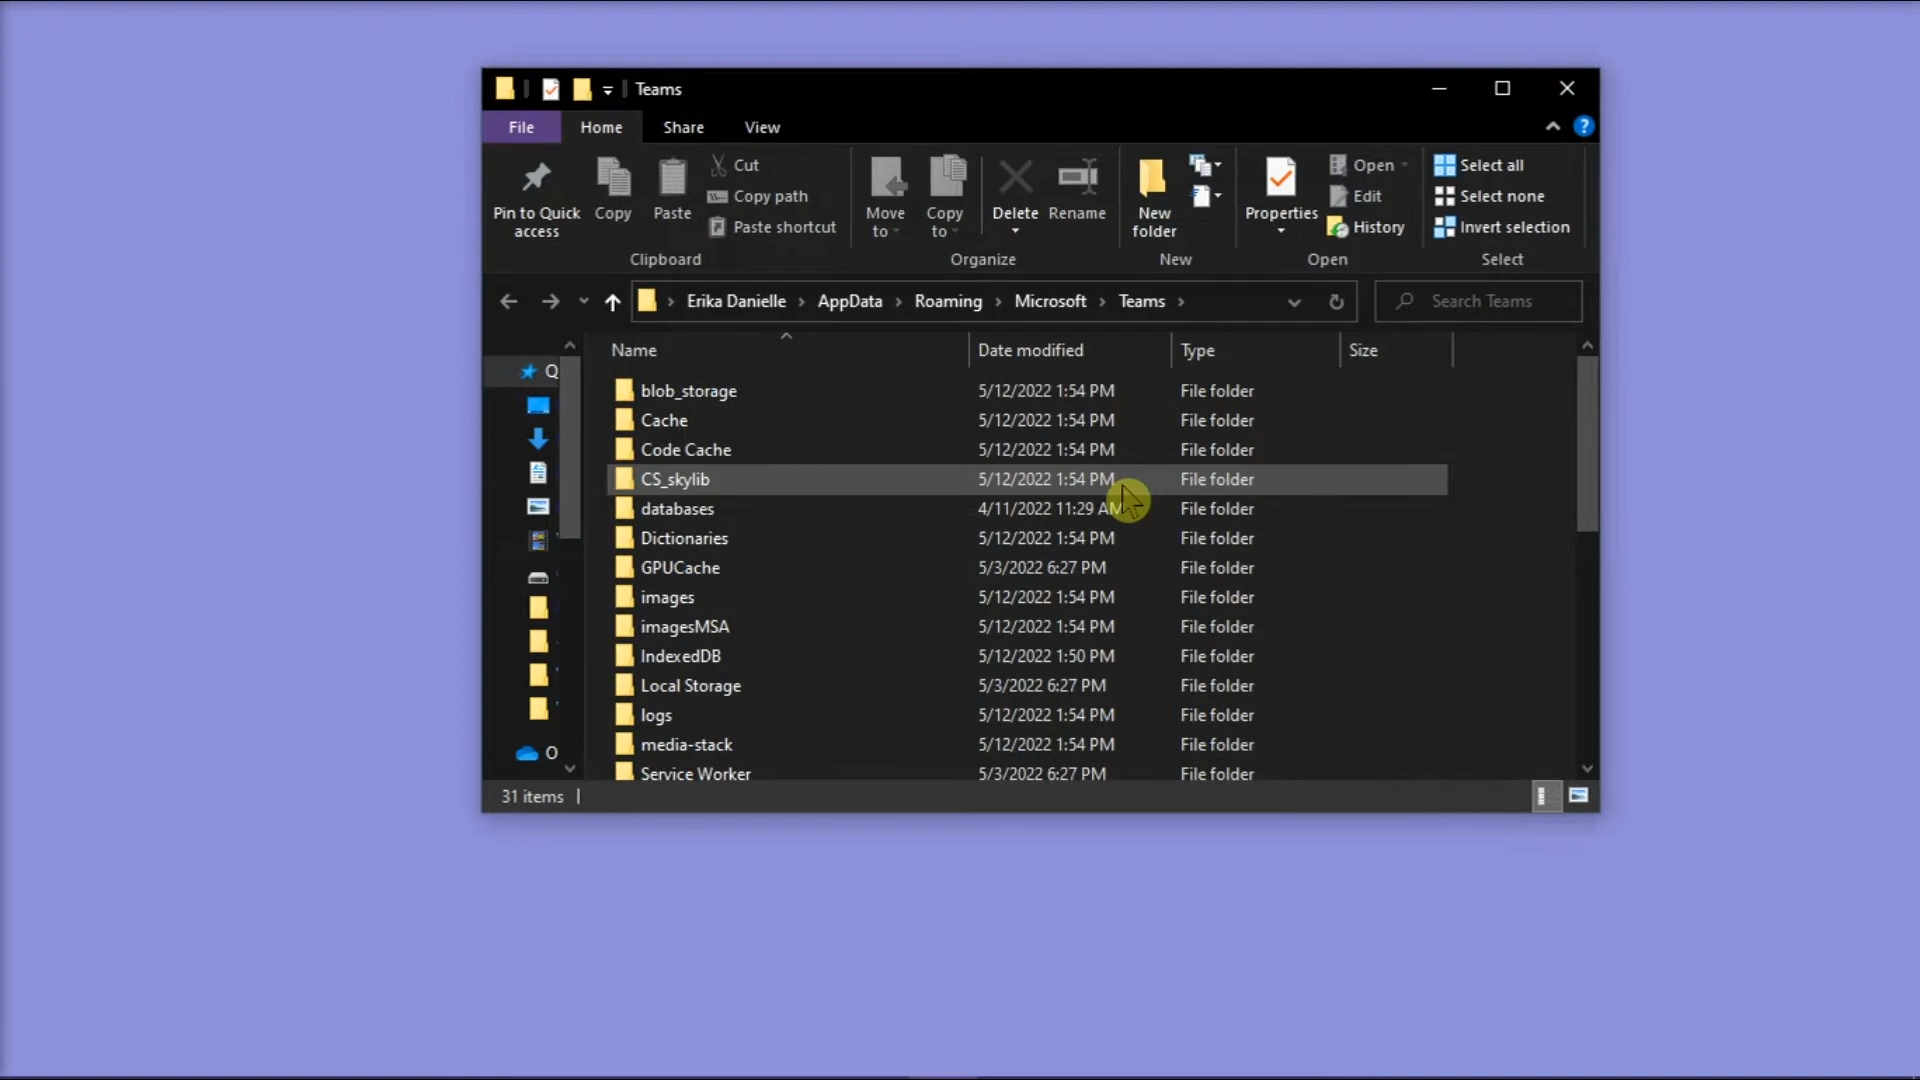 Teams
File Home Share View
Pin to Quick access
Copy
Paste
Cut
Copy path
Paste shortcut
Clipboard
Move to
Copy to
Delete
Rename
Organize
New folder
New
Properties
Open
Edit
History
Open
Select all
Select none
Invert selection
Select
Erika Danielle > AppData > Roaming > Microsoft > Teams >
Search Teams
Name Date modified Type Size
Q
O
blob_storage 5/12/2022 1:54 PM File folder
Cache 5/12/2022 1:54 PM File folder
Code Cache 5/12/2022 1:54 PM File folder
CS_skylib 5/12/2022 1:54 PM File folder
databases 4/11/2022 11:29 AM File folder
Dictionaries 5/12/2022 1:54 PM File folder
GPUCache 5/3/2022 6:27 PM File folder
images 5/12/2022 1:54 PM File folder
imagesMSA 5/12/2022 1:54 PM File folder
IndexedDB 5/12/2022 1:50 PM File folder
Local Storage 5/3/2022 6:27 PM File folder
logs 5/12/2022 1:54 PM File folder
media-stack 5/12/2022 1:54 PM File folder
Service Worker 5/3/2022 6:27 PM File folder
31 items